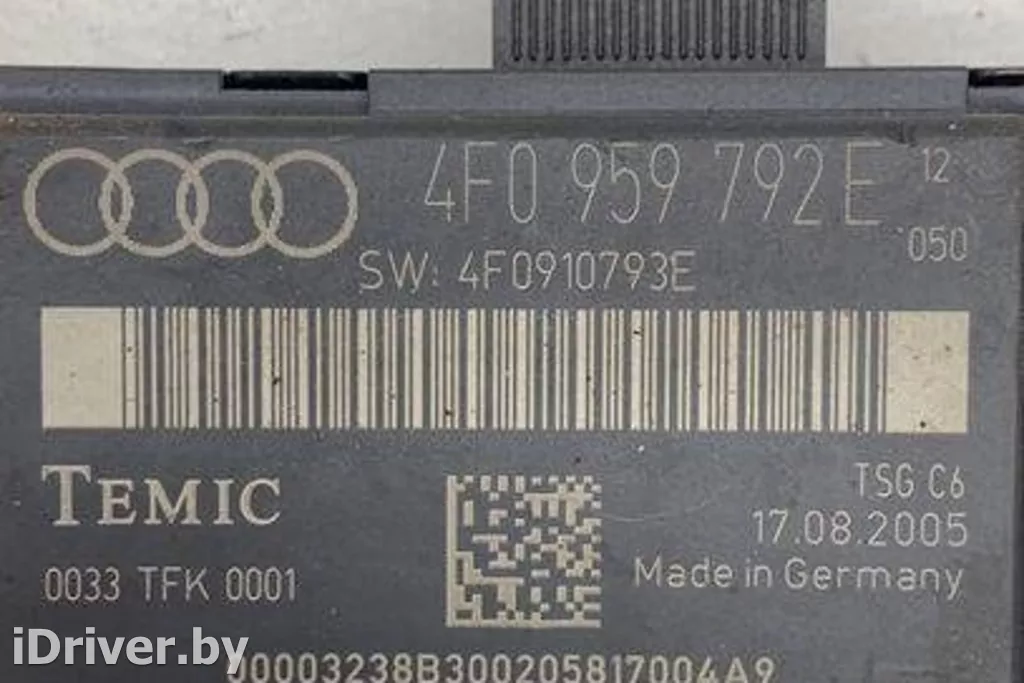 4F0 959 792E 12
050
SW: 4F0910793E
TEMIC
TSG C6
17.08.2005
0033 TFK 0001
Made in Germany
iDriver.by
00003238B300205817004A9